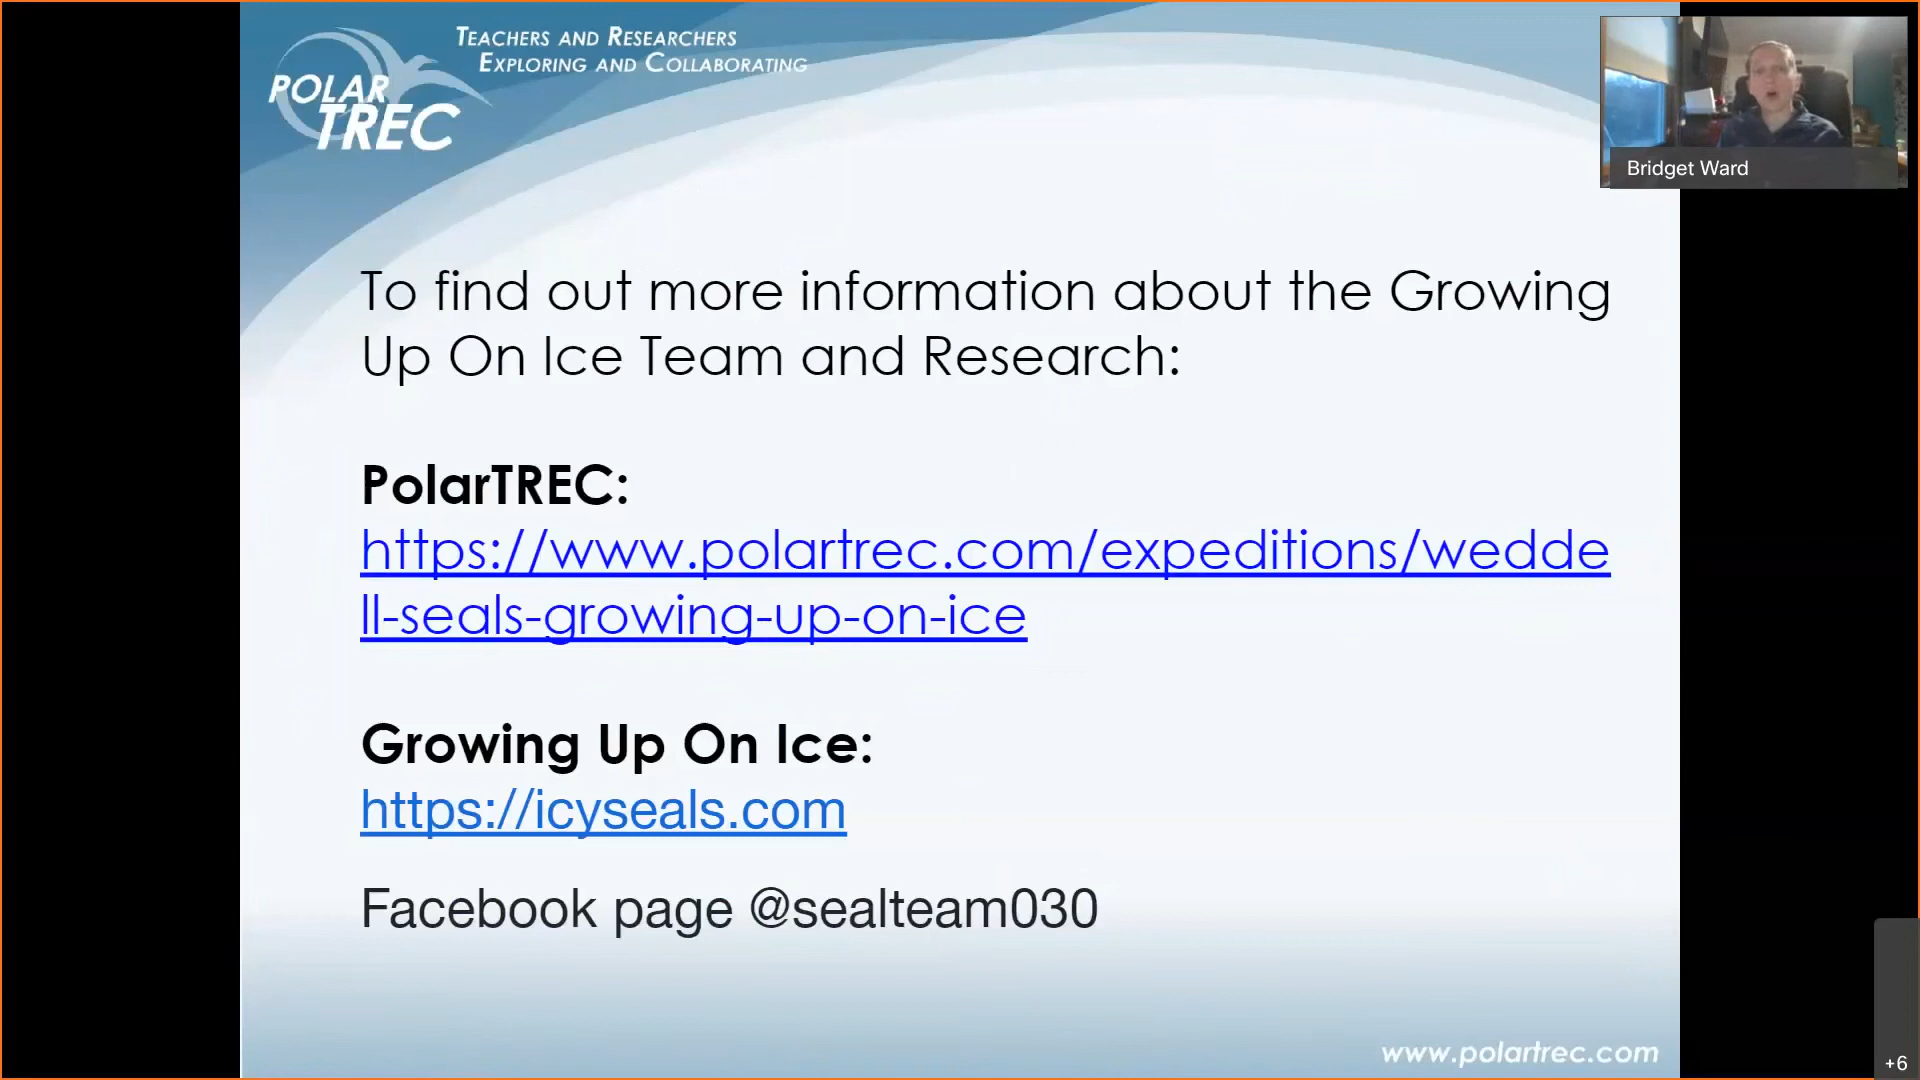 TEACHERS AND RESEARCHERS
EXPLORING AND COLLABORATING
POLAR
TREC
Bridget Ward
To find out more information about the Growing
Up On Ice Team and Research:
PolarTREC:
https://www.polartrec.com/expeditions/wedde
ll-seals-growing-up-on-ice
Growing Up On Ice:
https://icyseals.com
Facebook page @sealteam030
www.polartrec.com
+6